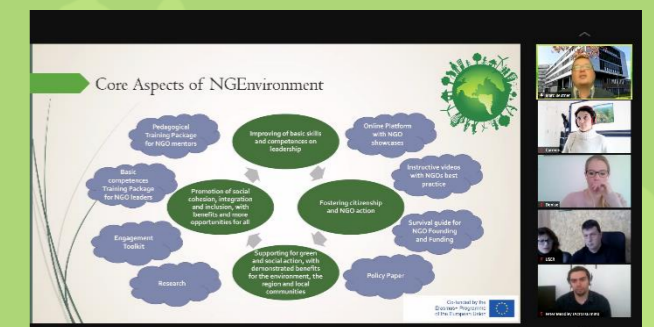 Core Aspects of NGEnvironment
Pedagogical
Training Package
for NGO mentors
Improving of basic skills
and competences on
leadership
Online Platform
with NGO
showcases
Basic
competences
Training Package
for NGO leaders
Promotion of social
cohesion, integration
and inclusion, with
benefits and more
opportunities for all
Fostering citizenship
and NGO action
Instructive videos
with NGOs best
practice
Engagement
Toolkit
Survival guide for
NGO Founding
and Funding
Research
Supporting for green
and social action, with
demonstrated benefits
for the environment, the
region and local
communities
Policy Paper
Co-funded by the
Erasmus+ Programme
of the European Union